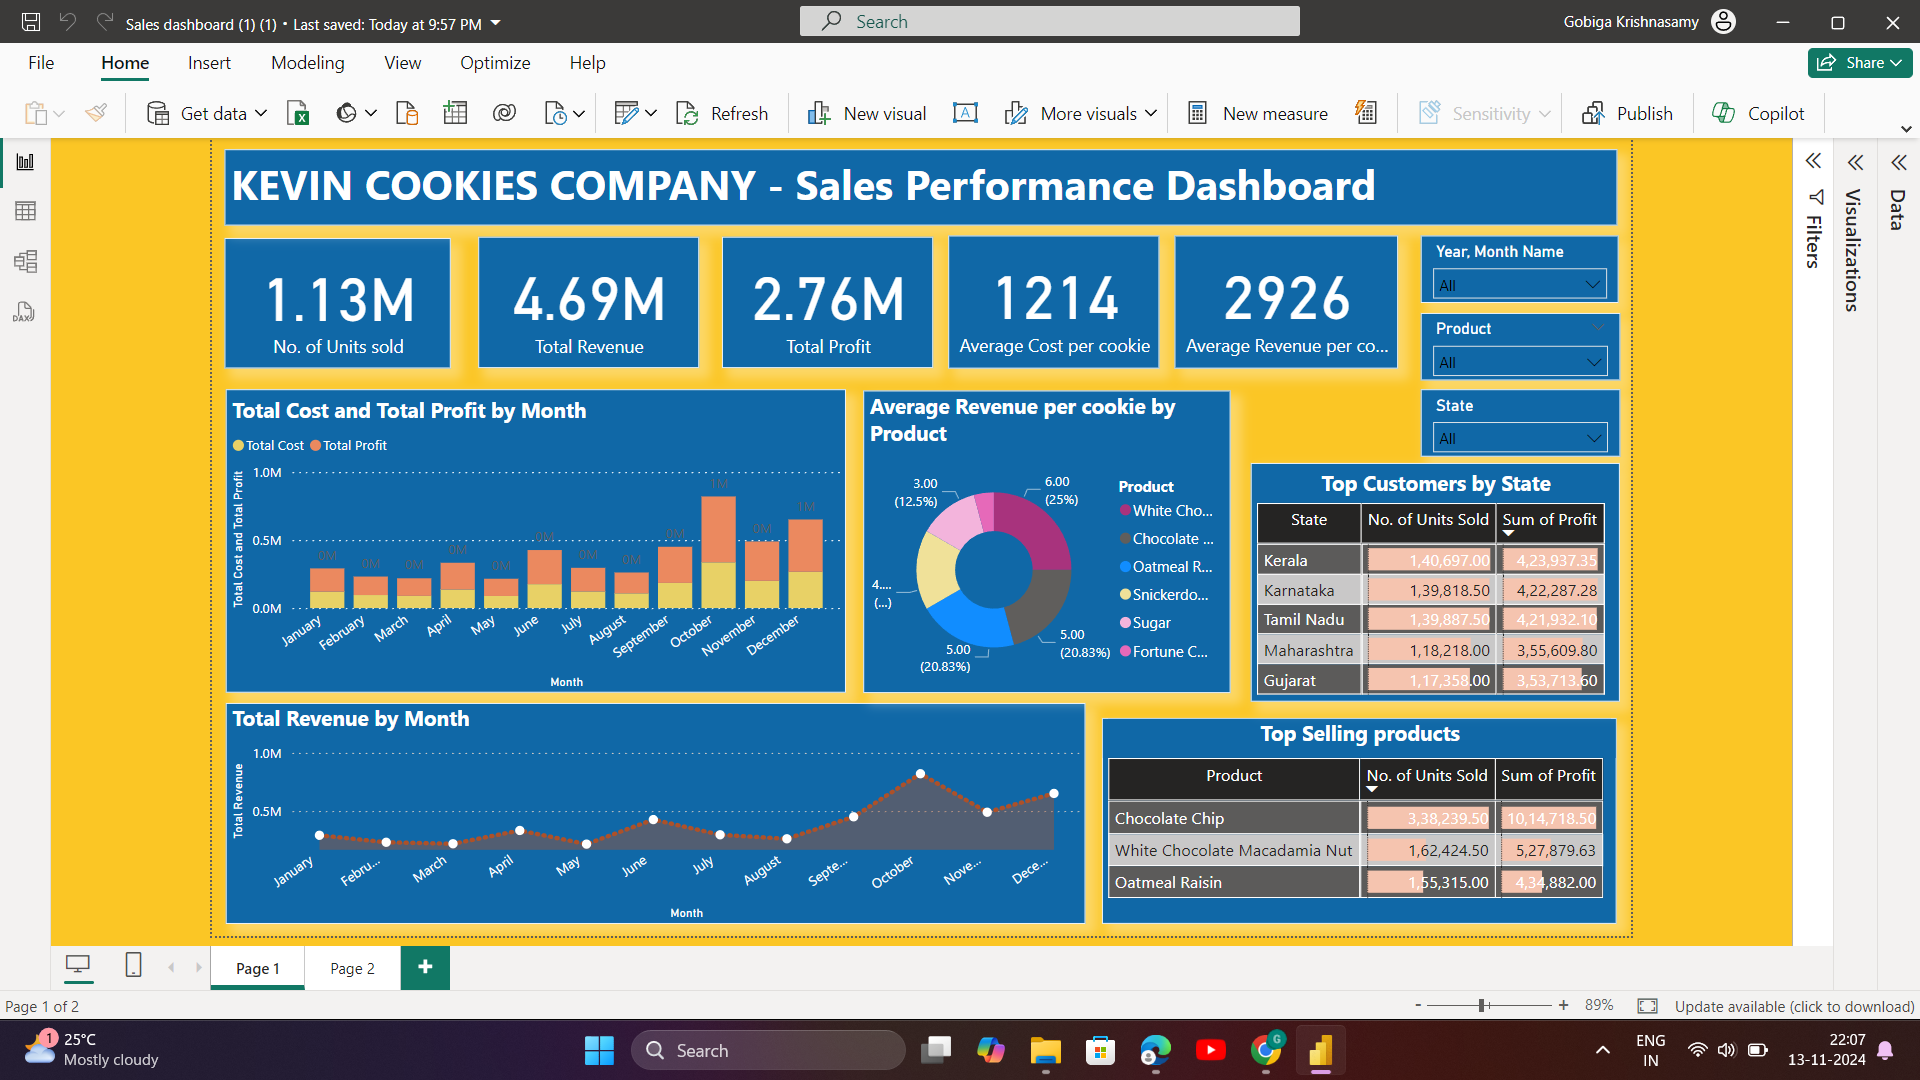 Sales dashboard (1) (1) • Last saved: Today at 9:57 PM
Search
Gobiga Krishnasamy
File Home Insert Modeling View Optimize Help
Share
Get data
Refresh
New visual
A
More visuals
New measure
Sensitivity
Publish
Copilot
DAX
KEVIN COOKIES COMPANY - Sales Performance Dashboard
1.13M
No. of Units sold
4.69M
Total Revenue
2.76M
Total Profit
1214
Average Cost per cookie
2926
Average Revenue per co...
Year, Month Name
All
Product
All
State
All
Filters
Visualizations
Data
Total Cost and Total Profit by Month
Total Cost Total Profit
Total Cost and Total Profit
1.0M
0.5M
0.0M
0M 0M 0M 0M 0M 0M 0M 0M 0M 1M 0M 1M
January February March April May June July August September October November December
Month
Average Revenue per cookie by
Product
3.00
(12.5%)
6.00
(25%)
4....
(...)
5.00
(20.83%)
5.00
(20.83%)
Product
White Cho...
Chocolate ...
Oatmeal R...
Snickerdo...
Sugar
Fortune C...
Top Customers by State
State No. of Units Sold Sum of Profit
Kerala 1,40,697.00 4,23,937.35
Karnataka 1,39,818.50 4,22,287.28
Tamil Nadu 1,39,887.50 4,21,932.10
Maharashtra 1,18,218.00 3,55,609.80
Gujarat 1,17,358.00 3,53,713.60
Total Revenue by Month
Total Revenue
1.0M
0.5M
January Febru... March April May June July August Septe... October Nove... Dece...
Month
Top Selling products
Product No. of Units Sold Sum of Profit
Chocolate Chip 3,38,239.50 10,14,718.50
White Chocolate Macadamia Nut 1,62,424.50 5,27,879.63
Oatmeal Raisin 1,55,315.00 4,34,882.00
Page 1 Page 2 +
Page 1 of 2
- + 89%
Update available (click to download)
1
25°C
Mostly cloudy
Search
G
ENG
IN
22:07
13-11-2024